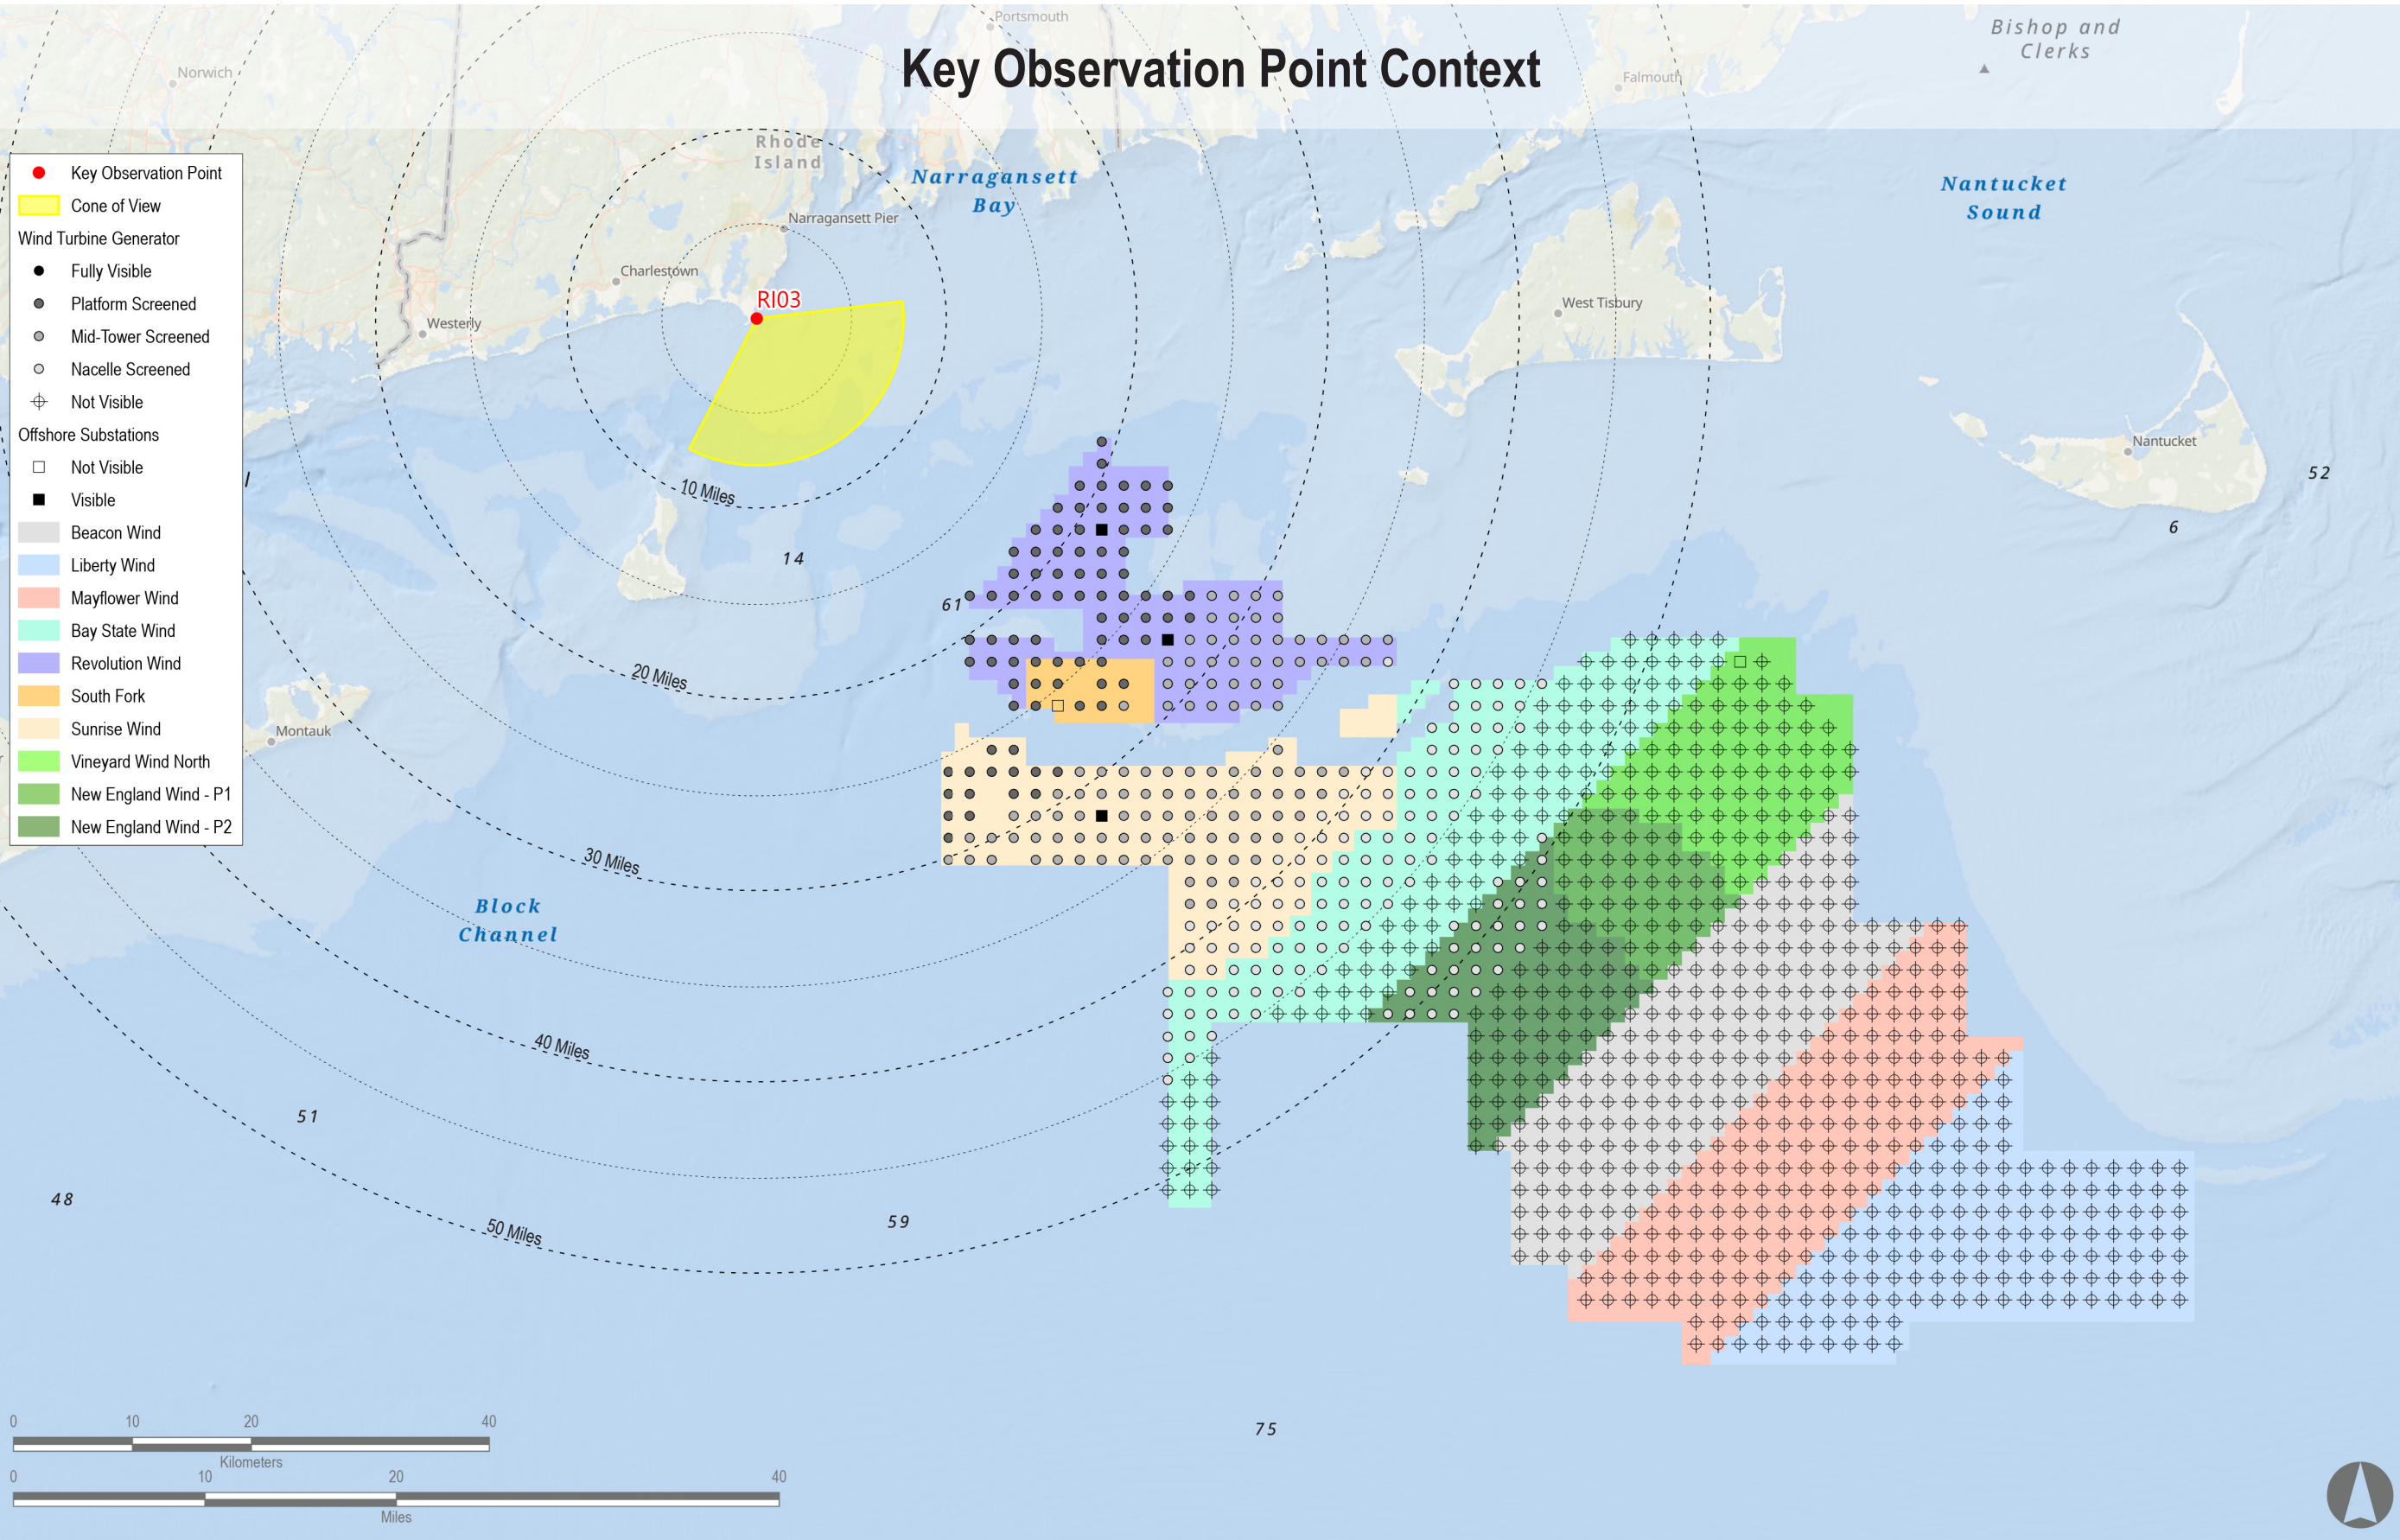 Key Observation Point Context
Portsmouth
Bishop and
Clerks
Norwich
Falmouth
Rhode
Island
Narragansett
Bay
Nantucket
Sound
Narragansett Pier
Charlestown
Westerly
RI03
West Tisbury
Nantucket
Montauk
Key Observation Point
Cone of View
Wind Turbine Generator
Fully Visible
Platform Screened
Mid-Tower Screened
Nacelle Screened
Not Visible
Offshore Substations
Not Visible
Visible
Beacon Wind
Liberty Wind
Mayflower Wind
Bay State Wind
Revolution Wind
South Fork
Sunrise Wind
Vineyard Wind North
New England Wind - P1
New England Wind - P2
10 Miles
20 Miles
30 Miles
40 Miles
50 Miles
52
6
14
61
Block
Channel
51
48
59
75
0 10 20 40
Kilometers
0 10 20 40
Miles